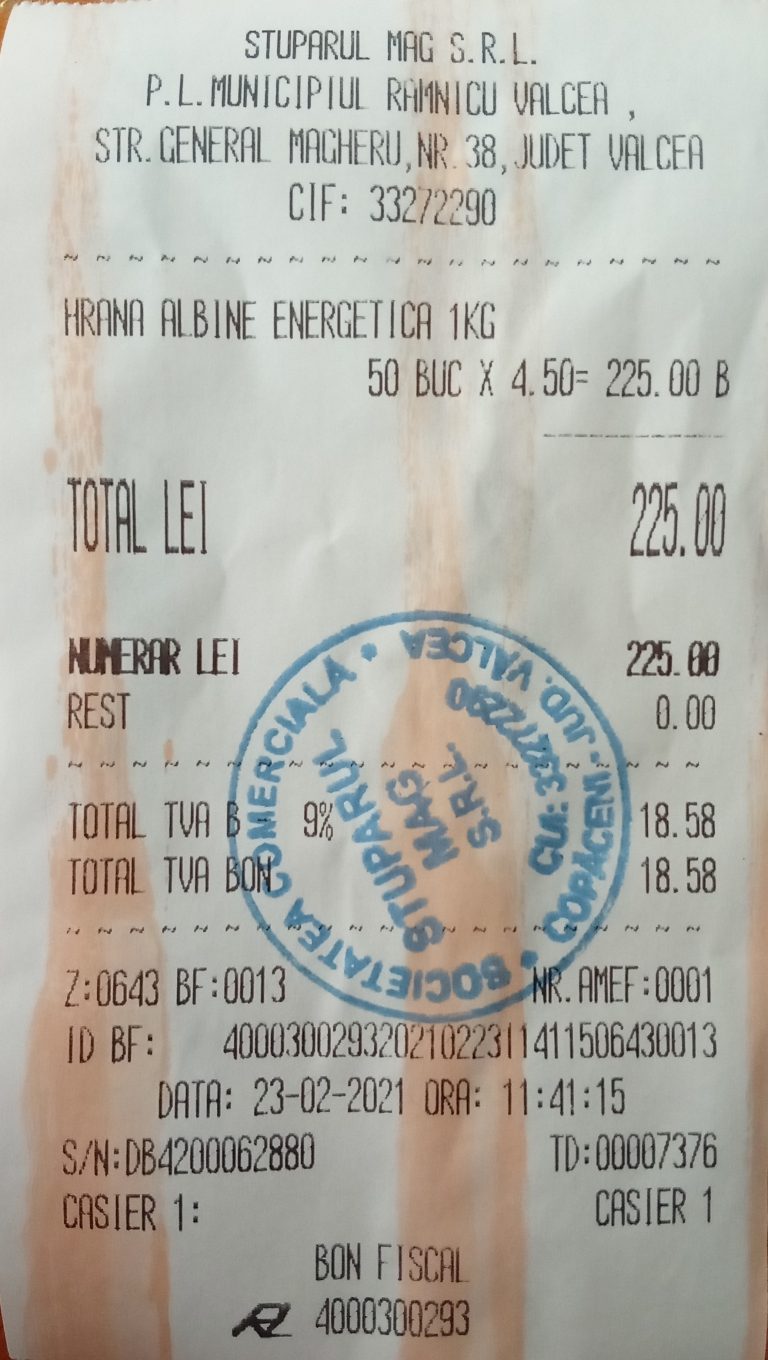 STUPARUL MAG S.R.L.
P.L.MUNICIPIUL RAMNICU VALCEA ,
STR.GENERAL MAGHERU,NR.38,JUDET VALCEA
CIF: 33272290
~ ~ ~ ~ ~ ~ ~ ~ ~ ~ ~ ~ ~ ~ ~ ~ ~ ~ ~ ~ ~
HRANA ALBINE ENERGETICA 1KG
50 BUC X 4.50= 225.00 B
TOTAL LEI 225.00
NUMERAR LEI 225.00
REST 0.00
~ ~ ~ ~ ~ ~ ~ ~ ~ ~ ~ ~ ~ ~ ~ ~ ~ ~ ~ ~ ~
TOTAL TVA B 9% 18.58
TOTAL TVA BON 18.58
~ ~ ~ ~ ~ ~ ~ ~ ~ ~ ~ ~ ~ ~ ~ ~ ~ ~ ~ ~ ~
Z:0643 BF:0013 NR.AMEF:0001
ID BF: 40003002932021022311411506430013
DATA: 23-02-2021 ORA: 11:41:15
S/N:DB4200062880 TD:00007376
CASIER 1: CASIER 1
BON FISCAL
4000300293
SOCIETATEA COMERCIALA • JUD. VALCEA
COPACENI
CUI: 33272290
STUPARUL
MAG
S.R.L.